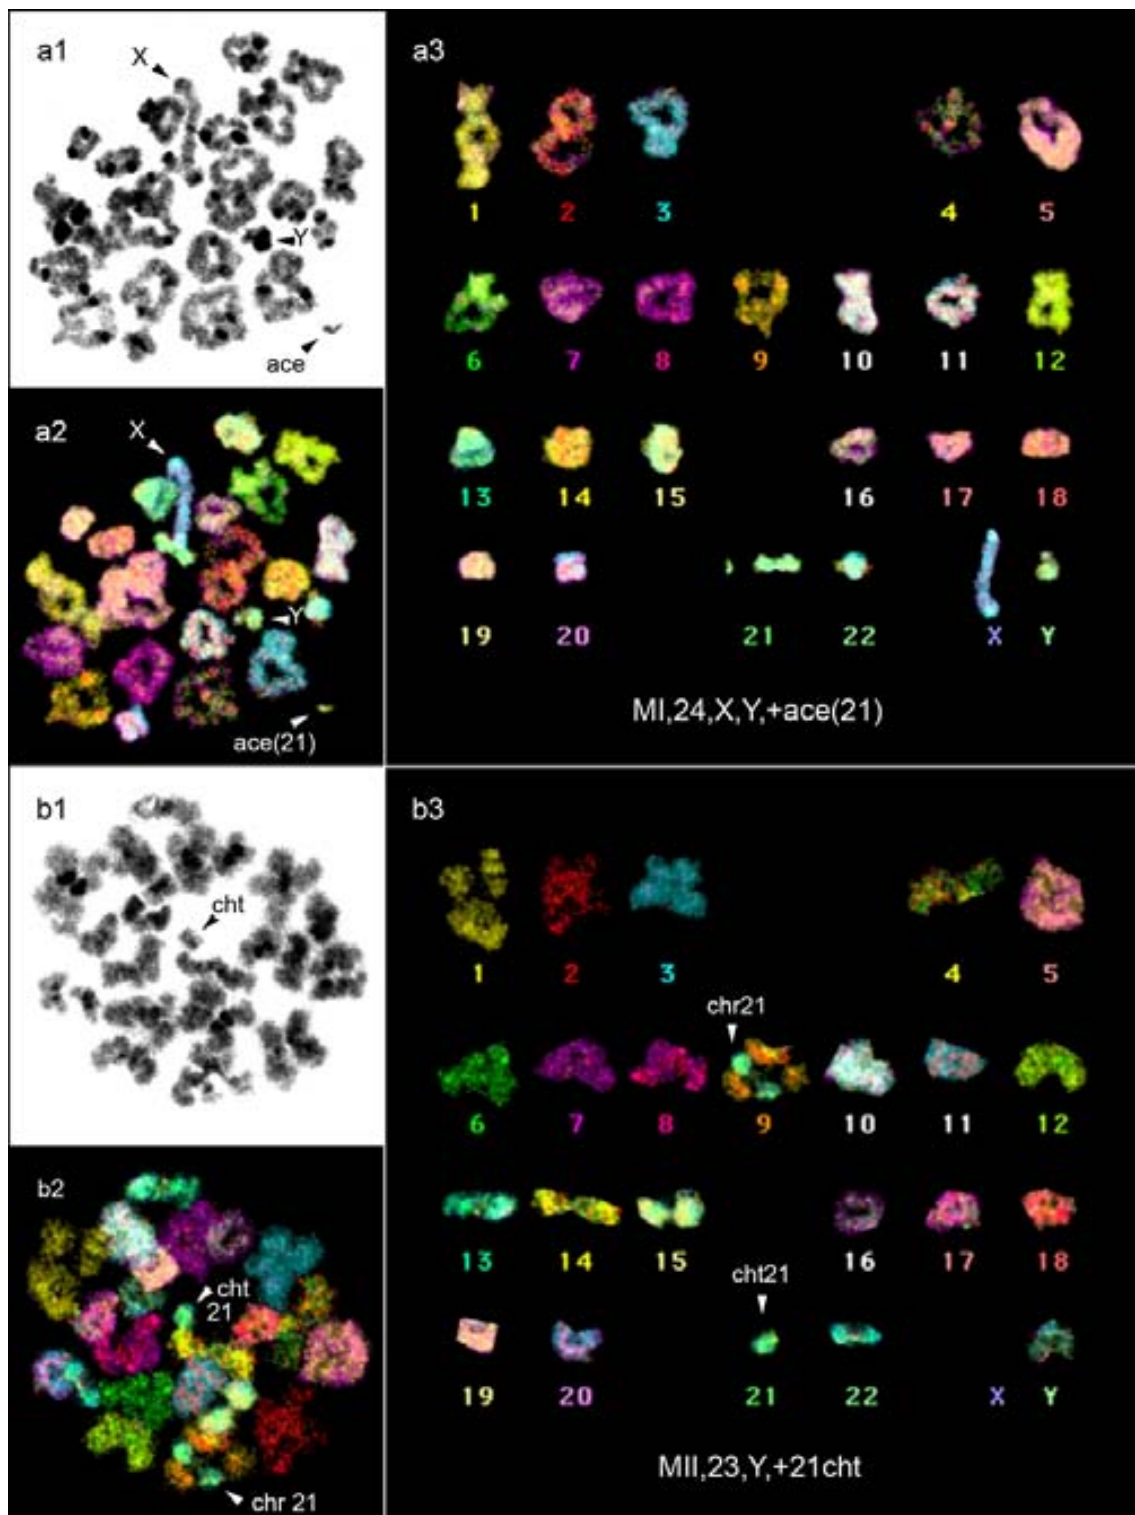 a1
X
Y
ace
a2
X
Y
ace(21)
a3
1 2 3 4 5
6 7 8 9 10 11 12
13 14 15 16 17 18
19 20 21 22 X Y
MI,24,X,Y,+ace(21)
b1
cht
b2
cht
21
chr 21
b3
1 2 3 4 5
chr21
6 7 8 9 10 11 12
13 14 15 16 17 18
cht21
19 20 21 22 X Y
MII,23,Y,+21cht